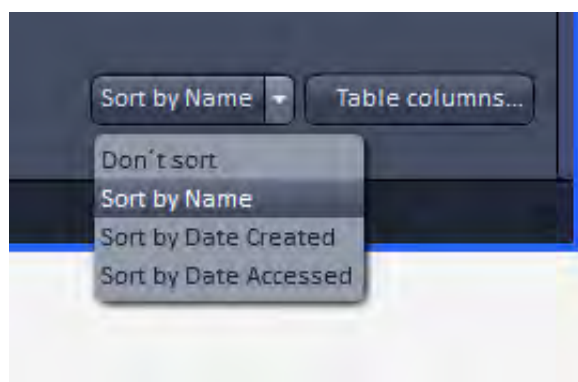 Sort by Name
Table columns...
Don´t sort
Sort by Name
Sort by Date Created
Sort by Date Accessed